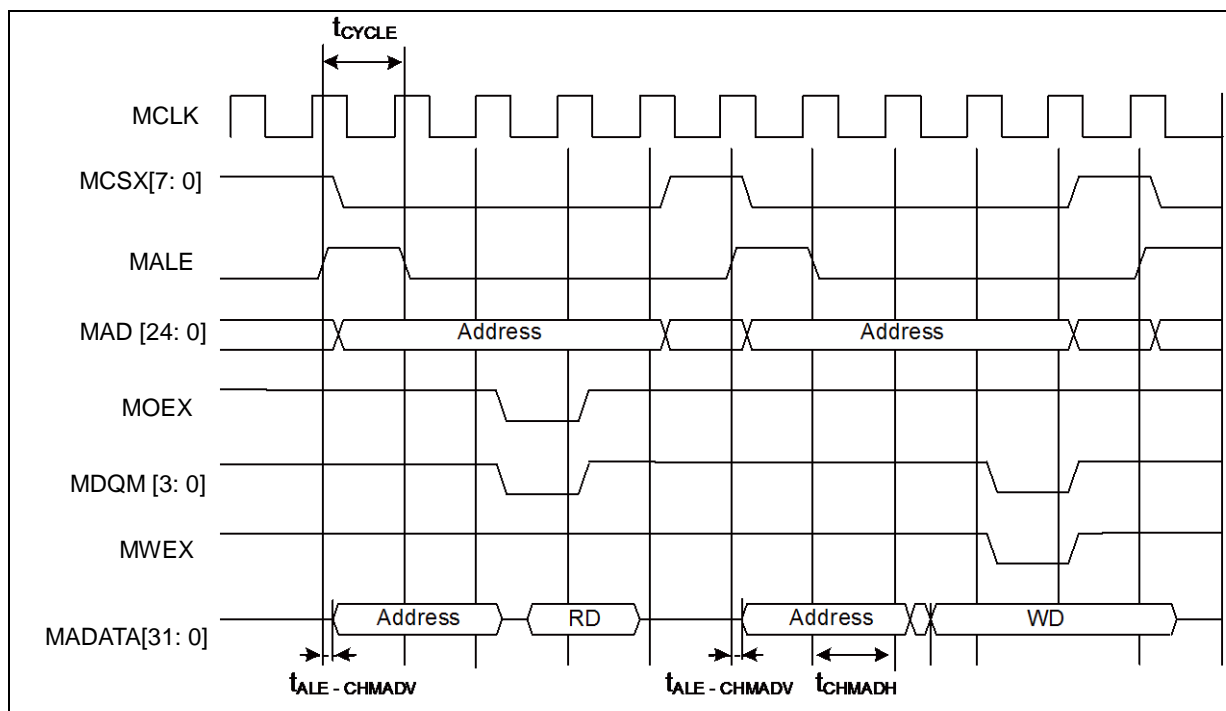 tCYCLE
MCLK
MCSX[7: 0]
MALE
MAD [24: 0]
Address
Address
MOEX
MDQM [3: 0]
MWEX
MADATA[31: 0]
Address
RD
Address
WD
tALE - CHMADV
tALE - CHMADV
tCHMADH